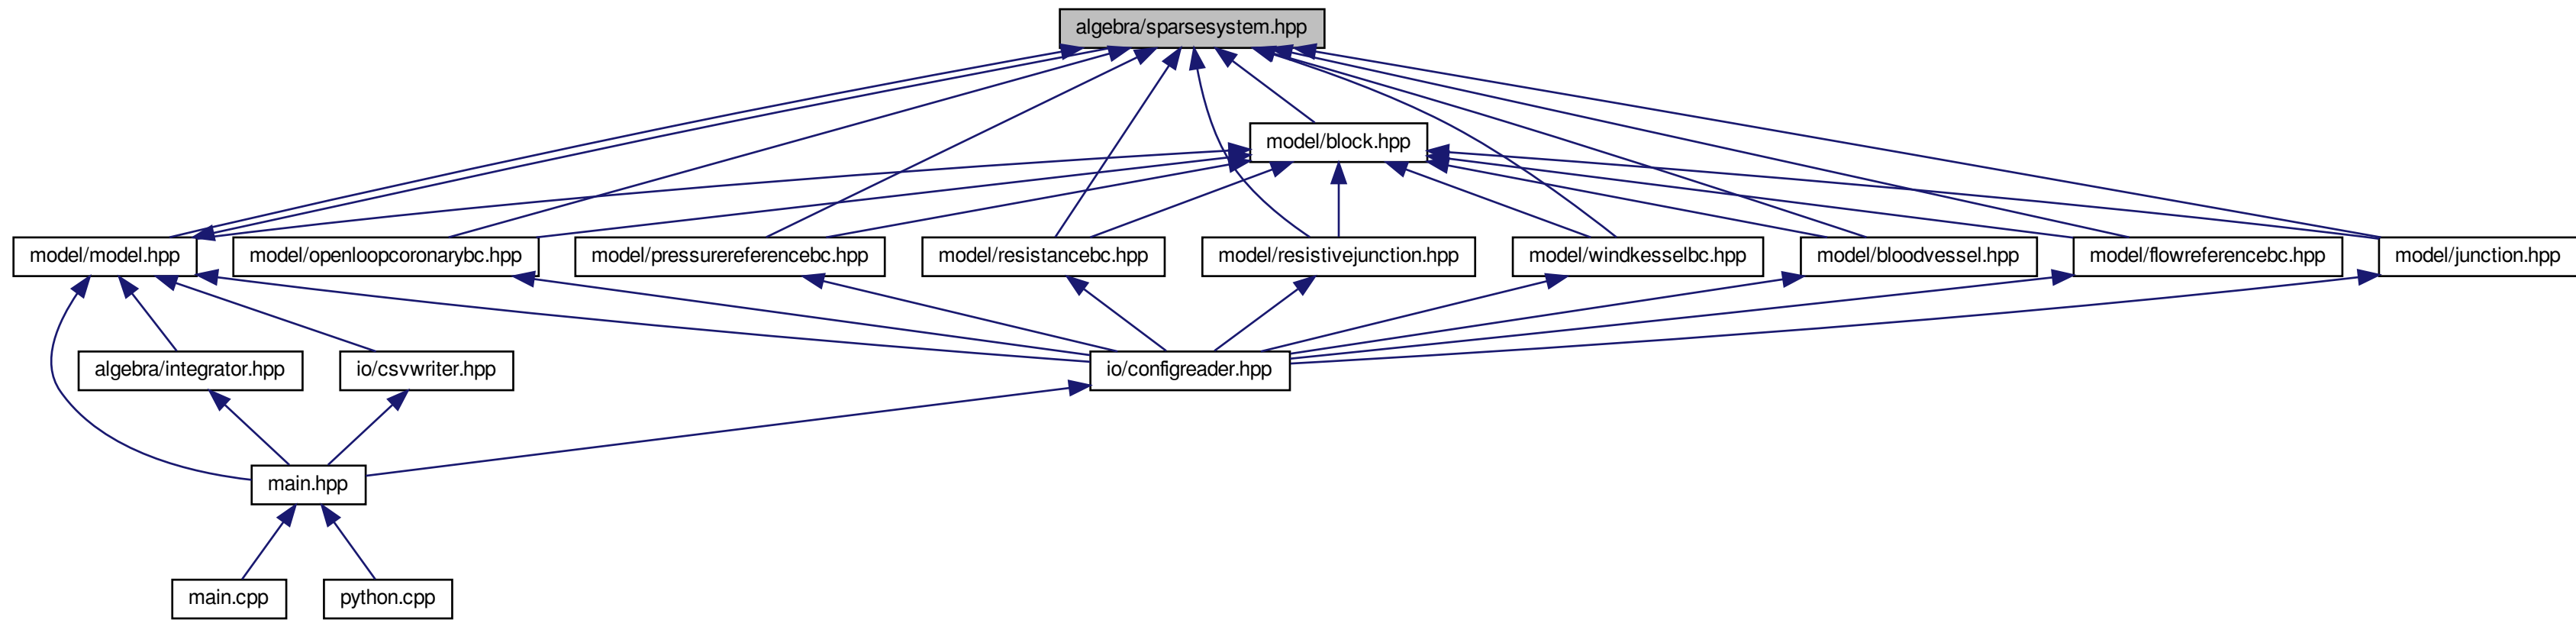 algebra/sparsesystem.hpp
model/block.hpp
model/model.hpp
model/openloopcoronarybc.hpp
model/pressurereferencebc.hpp
model/resistancebc.hpp
model/resistivejunction.hpp
model/windkesselbc.hpp
model/bloodvessel.hpp
model/flowreferencebc.hpp
model/junction.hpp
algebra/integrator.hpp
io/csvwriter.hpp
io/configreader.hpp
main.hpp
main.cpp
python.cpp